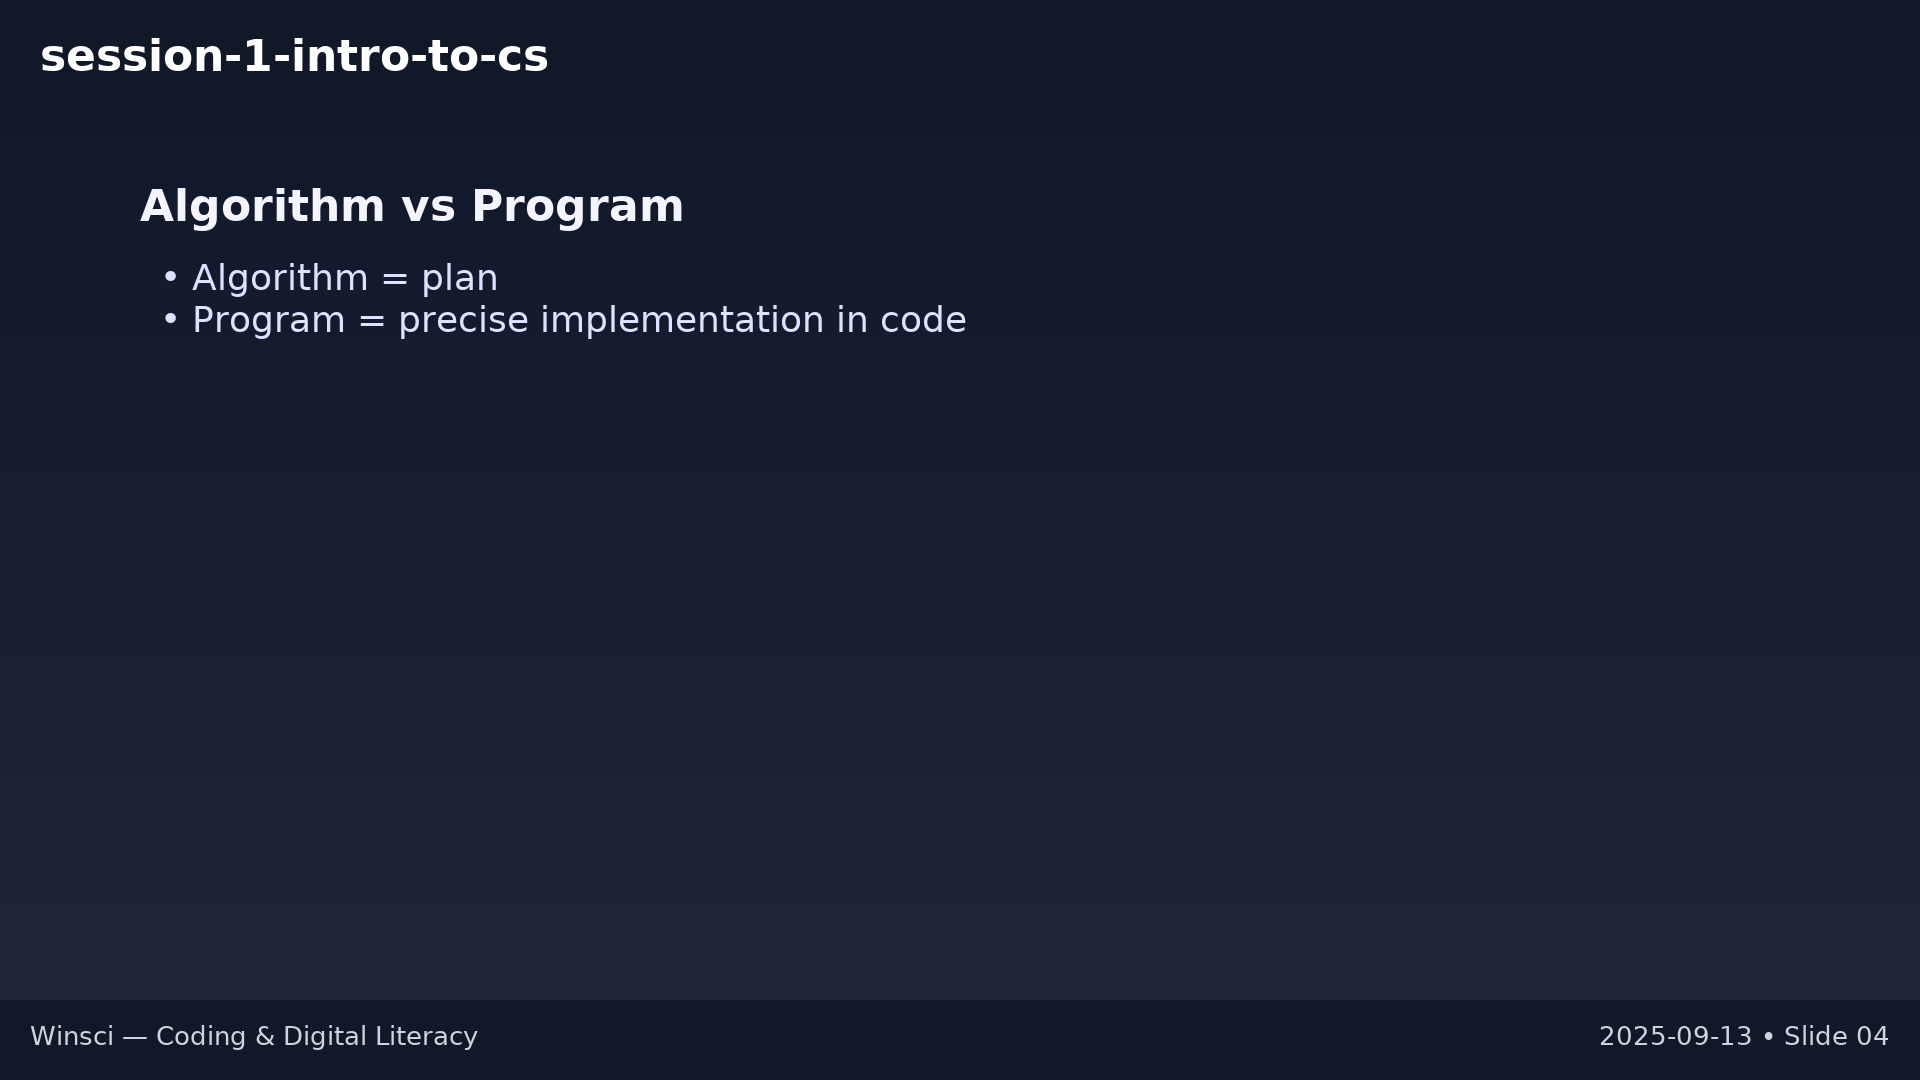 session-1-intro-to-cs
Algorithm vs Program
• Algorithm = plan
• Program = precise implementation in code
Winsci — Coding & Digital Literacy
2025-09-13 • Slide 04